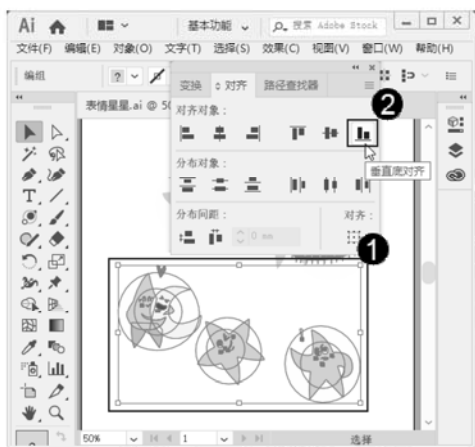 Ai 基本功能 搜索 Adobe Stock
文件(F) 编辑(E) 对象(O) 文字(T) 选择(S) 效果(C) 视图(V) 窗口(W) 帮助(H)
编组 ?
变换 对齐 路径查找器
表情星星.ai @ 50
对齐对象：
2
垂直底对齐
分布对象：
分布间距： 对齐：
0 mm
1
50% 1 选择